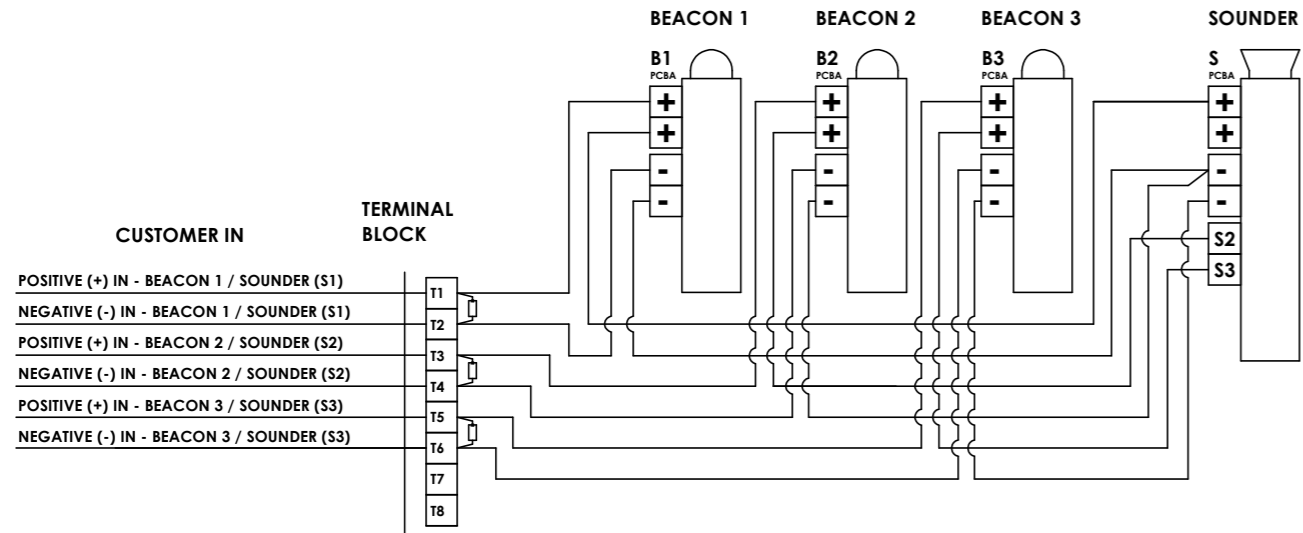 BEACON 1
BEACON 2
BEACON 3
SOUNDER
B1
PCBA
+
+
-
-
B2
PCBA
+
+
-
-
B3
PCBA
+
+
-
-
S
PCBA
+
+
-
-
S2
S3
CUSTOMER IN
TERMINAL
BLOCK
POSITIVE (+) IN - BEACON 1 / SOUNDER (S1)
NEGATIVE (-) IN - BEACON 1 / SOUNDER (S1)
POSITIVE (+) IN - BEACON 2 / SOUNDER (S2)
NEGATIVE (-) IN - BEACON 2 / SOUNDER (S2)
POSITIVE (+) IN - BEACON 3 / SOUNDER (S3)
NEGATIVE (-) IN - BEACON 3 / SOUNDER (S3)
T1
T2
T3
T4
T5
T6
T7
T8